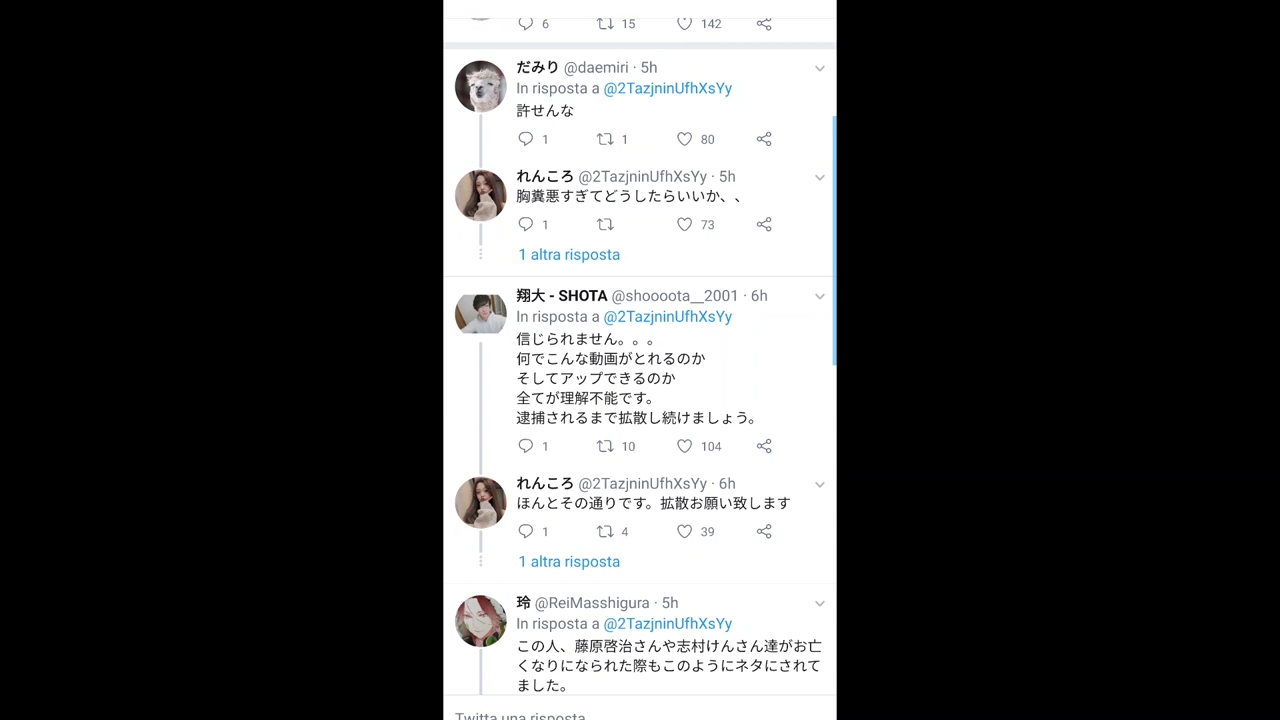 6 15 142
だみり @daemiri · 5h
In risposta a @2TazjninUfhXsYy
許せんな
1 1 80
れんころ @2TazjninUfhXsYy · 5h
胸糞悪すぎてどうしたらいいか、、
1 73
1 altra risposta
翔大 - SHOTA @shoooota__2001 · 6h
In risposta a @2TazjninUfhXsYy
信じられません。。。
何でこんな動画がとれるのか
そしてアップできるのか
全てが理解不能です。
逮捕されるまで拡散し続けましょう。
1 10 104
れんころ @2TazjninUfhXsYy · 6h
ほんとその通りです。拡散お願い致します
1 4 39
1 altra risposta
玲 @ReiMasshigura · 5h
In risposta a @2TazjninUfhXsYy
この人、藤原啓治さんや志村けんさん達がお亡
くなりになられた際もこのようにネタにされて
ました。
Twitta una risposta